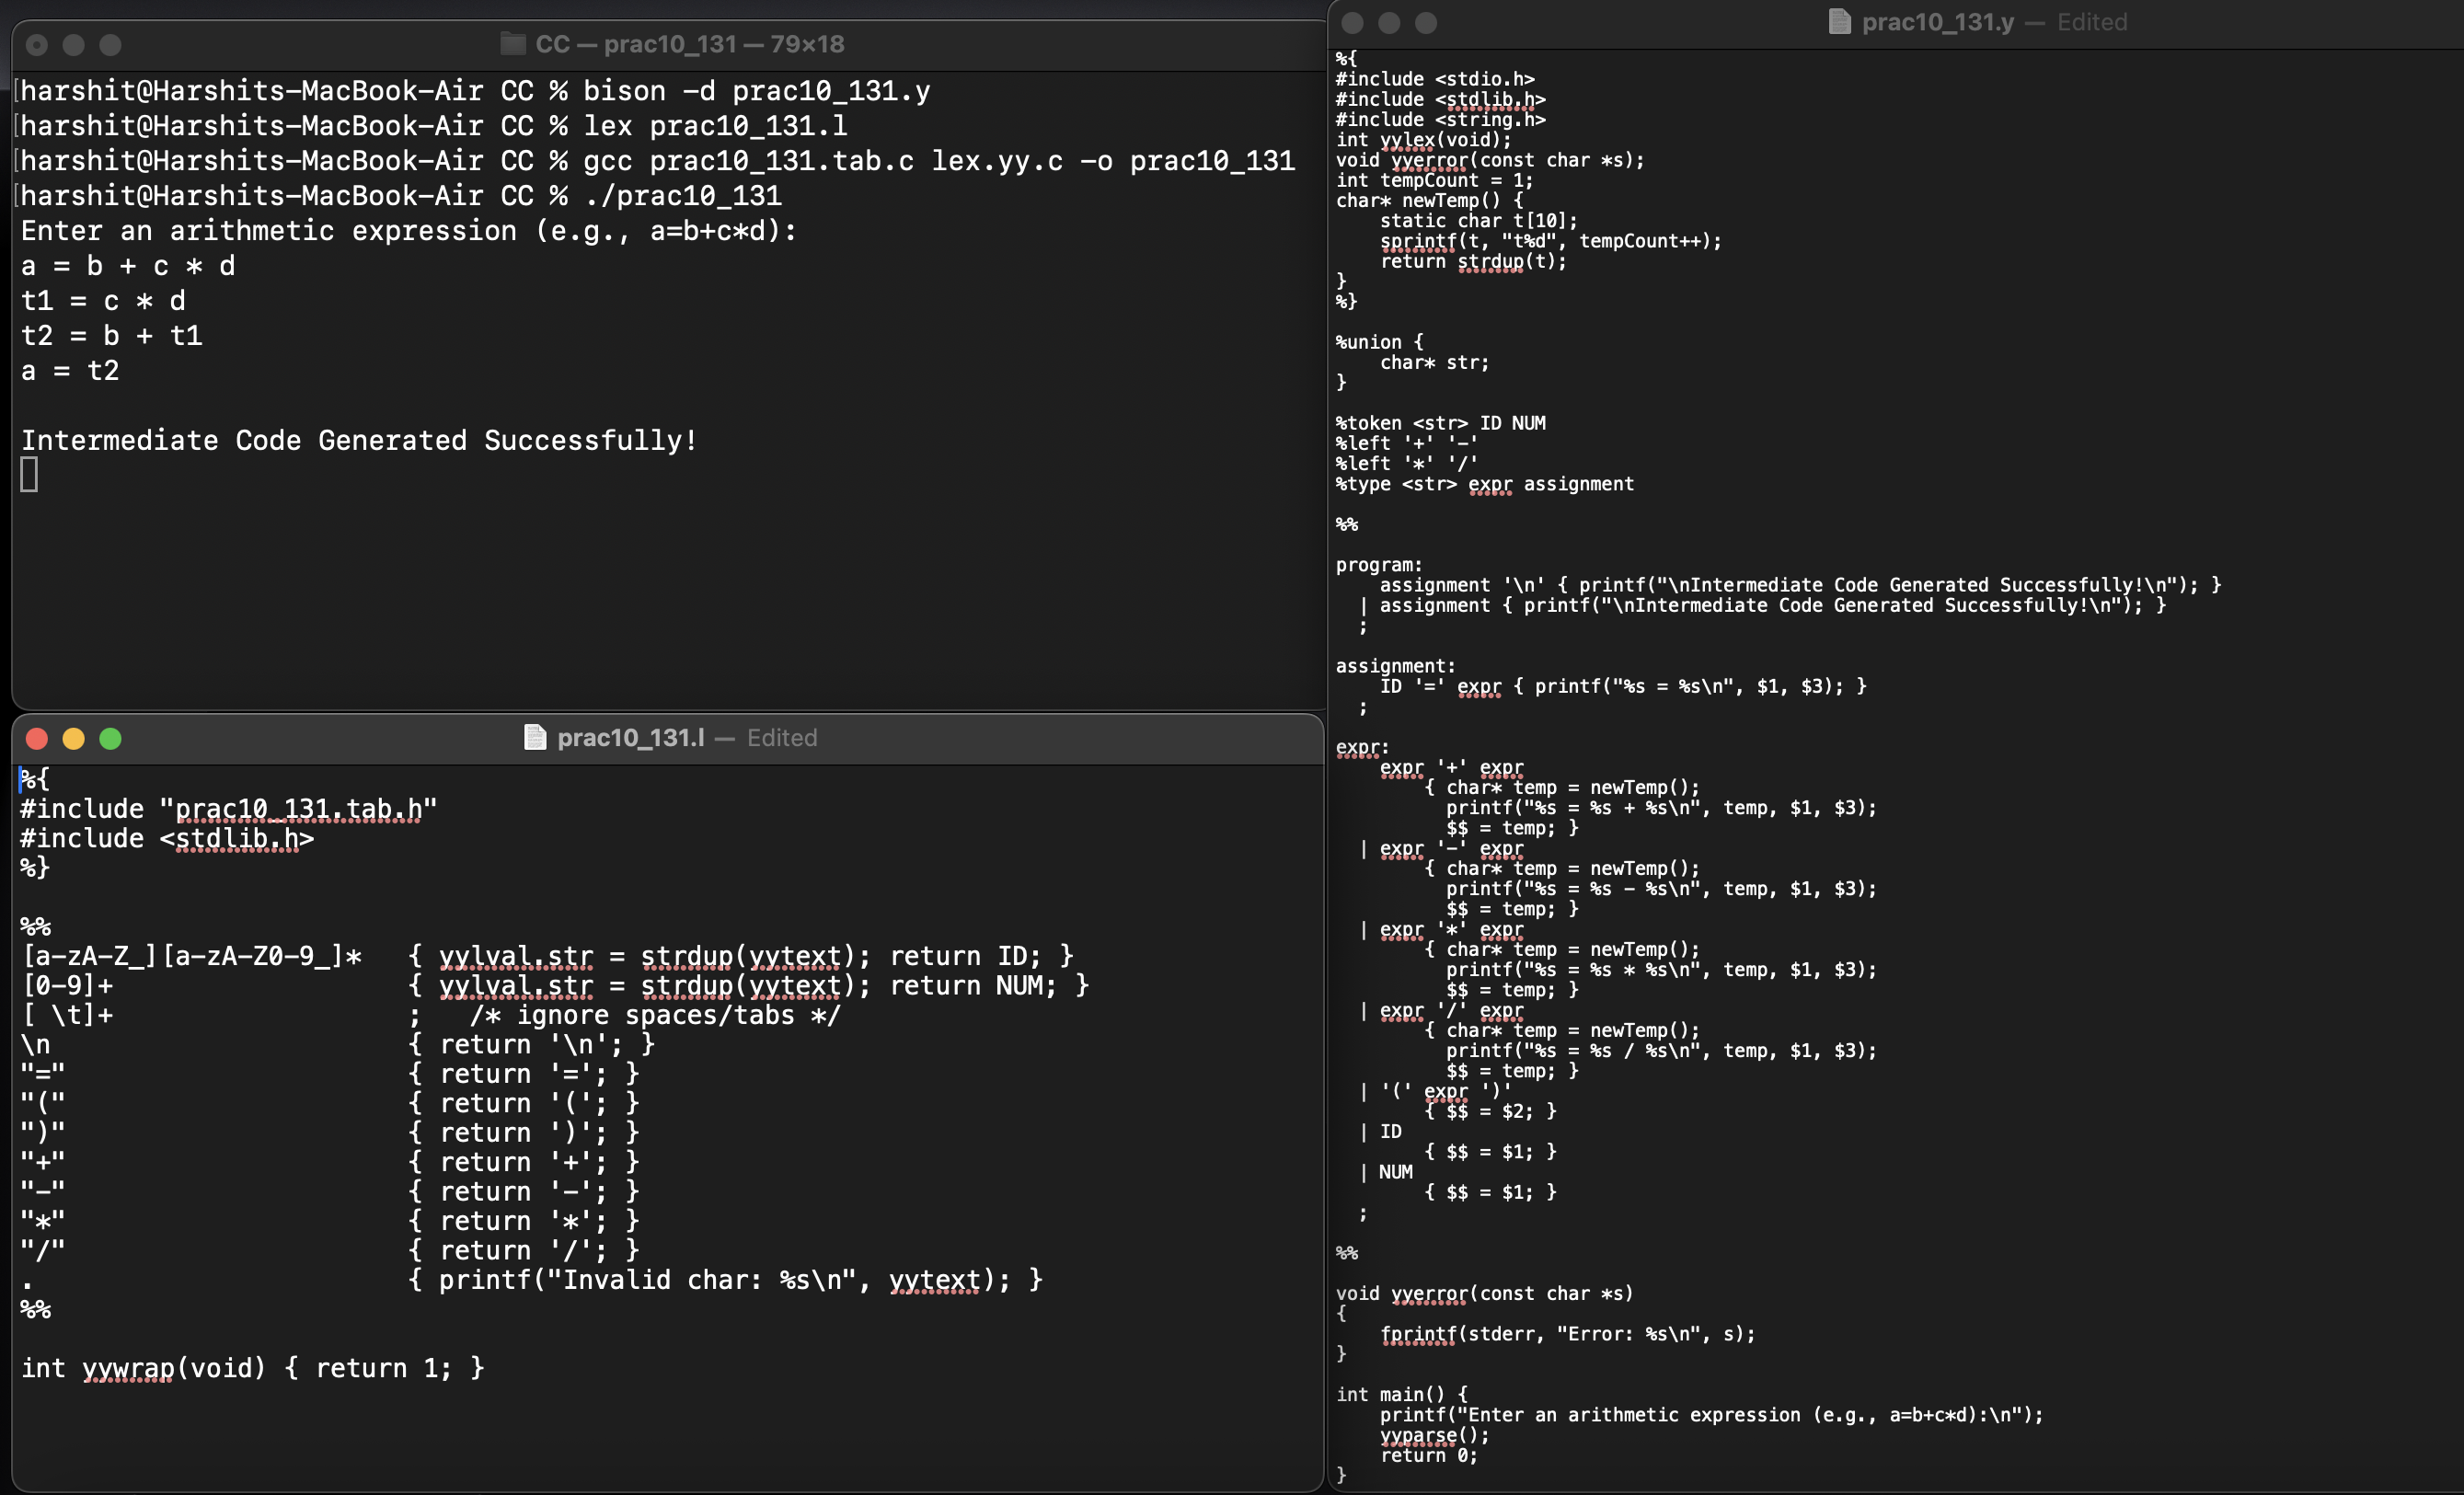 CC — prac10_131 — 79×18
harshit@Harshits-MacBook-Air CC % bison -d prac10_131.y
harshit@Harshits-MacBook-Air CC % lex prac10_131.l
harshit@Harshits-MacBook-Air CC % gcc prac10_131.tab.c lex.yy.c -o prac10_131
harshit@Harshits-MacBook-Air CC % ./prac10_131
Enter an arithmetic expression (e.g., a=b+c*d):
a = b + c * d
t1 = c * d
t2 = b + t1
a = t2

Intermediate Code Generated Successfully!
prac10_131.l — Edited
%{
#include "prac10_131.tab.h"
#include <stdlib.h>
%}

%%
[a-zA-Z_][a-zA-Z0-9_]*   { yylval.str = strdup(yytext); return ID; }
[0-9]+                   { yylval.str = strdup(yytext); return NUM; }
[ \t]+                   ;   /* ignore spaces/tabs */
\n                       { return '\n'; }
"="                      { return '='; }
"("                      { return '('; }
")"                      { return ')'; }
"+"                      { return '+'; }
"-"                      { return '-'; }
"*"                      { return '*'; }
"/"                      { return '/'; }
.                        { printf("Invalid char: %s\n", yytext); }
%%

int yywrap(void) { return 1; }
prac10_131.y — Edited
%{
#include <stdio.h>
#include <stdlib.h>
#include <string.h>
int yylex(void);
void yyerror(const char *s);
int tempCount = 1;
char* newTemp() {
    static char t[10];
    sprintf(t, "t%d", tempCount++);
    return strdup(t);
}
%}

%union {
    char* str;
}

%token <str> ID NUM
%left '+' '-'
%left '*' '/'
%type <str> expr assignment

%%

program:
    assignment '\n' { printf("\nIntermediate Code Generated Successfully!\n"); }
  | assignment { printf("\nIntermediate Code Generated Successfully!\n"); }
  ;

assignment:
    ID '=' expr { printf("%s = %s\n", $1, $3); }
  ;

expr:
    expr '+' expr
        { char* temp = newTemp();
          printf("%s = %s + %s\n", temp, $1, $3);
          $$ = temp; }
  | expr '-' expr
        { char* temp = newTemp();
          printf("%s = %s - %s\n", temp, $1, $3);
          $$ = temp; }
  | expr '*' expr
        { char* temp = newTemp();
          printf("%s = %s * %s\n", temp, $1, $3);
          $$ = temp; }
  | expr '/' expr
        { char* temp = newTemp();
          printf("%s = %s / %s\n", temp, $1, $3);
          $$ = temp; }
  | '(' expr ')'
        { $$ = $2; }
  | ID
        { $$ = $1; }
  | NUM
        { $$ = $1; }
  ;

%%

void yyerror(const char *s)
{
    fprintf(stderr, "Error: %s\n", s);
}

int main() {
    printf("Enter an arithmetic expression (e.g., a=b+c*d):\n");
    yyparse();
    return 0;
}